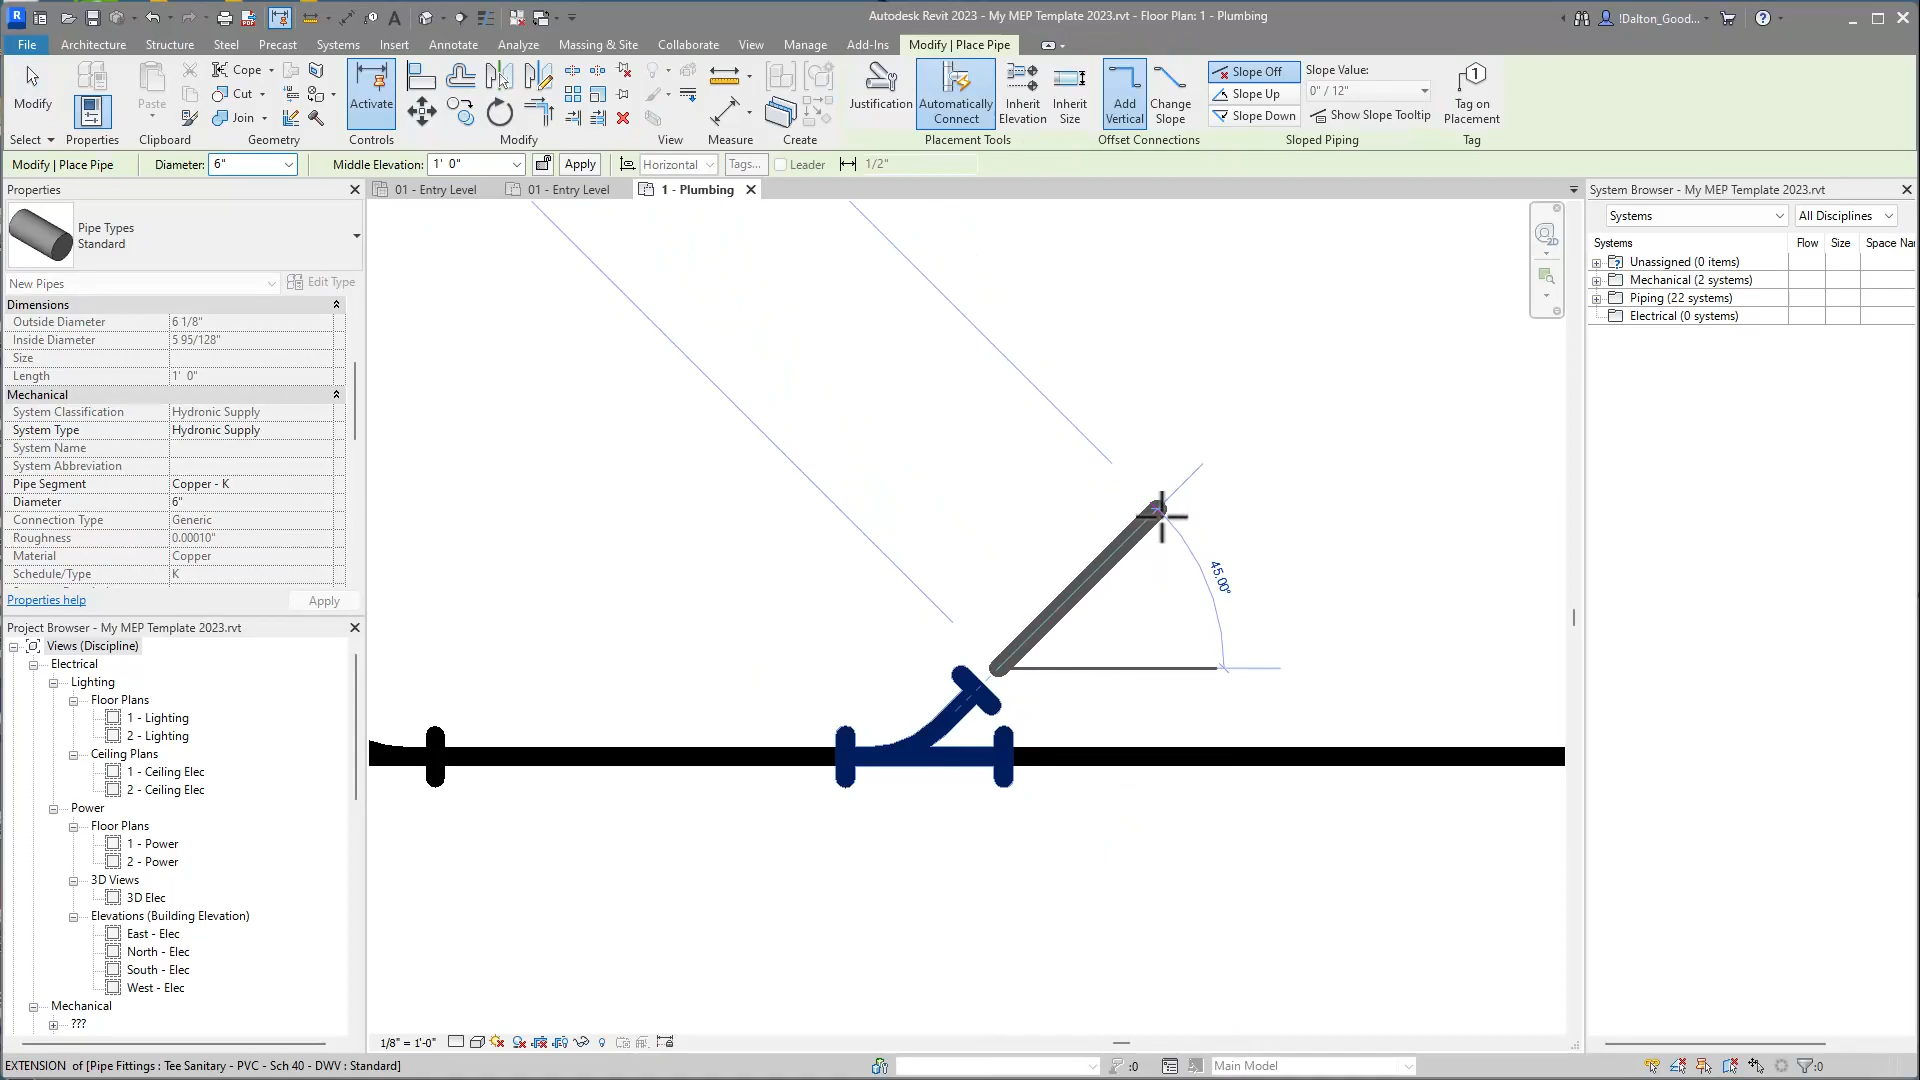 Autodesk Revit 2023 - My MEP Template 2023.rvt - Floor Plan: 1 - Plumbing
!Dalton_Good...
File Architecture Structure Steel Precast Systems Insert Annotate Analyze Massing & Site Collaborate View Manage Add-Ins Modify | Place Pipe
Modify
Paste
Cope
Cut
Join
Activate
Justification
Automatically
Connect
Inherit
Elevation
Inherit
Size
Add
Vertical
Change
Slope
Slope Off
Slope Up
Slope Down
Slope Value:
0" / 12"
Show Slope Tooltip
Tag on
Placement
Select Properties Clipboard Geometry Controls Modify View Measure Create Placement Tools Offset Connections Sloped Piping Tag
Modify | Place Pipe Diameter: 6" Middle Elevation: 1' 0" Apply Horizontal Tags... Leader 1/2"
Properties
Pipe Types
Standard
New Pipes Edit Type
Dimensions
Outside Diameter 6 1/8"
Inside Diameter 5 95/128"
Size
Length 1' 0"
Mechanical
System Classification Hydronic Supply
System Type Hydronic Supply
System Name
System Abbreviation
Pipe Segment Copper - K
Diameter 6"
Connection Type Generic
Roughness 0.00010"
Material Copper
Schedule/Type K
Properties help Apply
Project Browser - My MEP Template 2023.rvt
Views (Discipline)
Electrical
Lighting
Floor Plans
1 - Lighting
2 - Lighting
Ceiling Plans
1 - Ceiling Elec
2 - Ceiling Elec
Power
Floor Plans
1 - Power
2 - Power
3D Views
3D Elec
Elevations (Building Elevation)
East - Elec
North - Elec
South - Elec
West - Elec
Mechanical
???
01 - Entry Level 01 - Entry Level 1 - Plumbing
2D
45.00°
1/8" = 1'-0"
System Browser - My MEP Template 2023.rvt
Systems All Disciplines
Systems Flow Size Space Na
Unassigned (0 items)
Mechanical (2 systems)
Piping (22 systems)
Electrical (0 systems)
EXTENSION of [Pipe Fittings : Tee Sanitary - PVC - Sch 40 - DWV : Standard]
:0
Main Model
:0